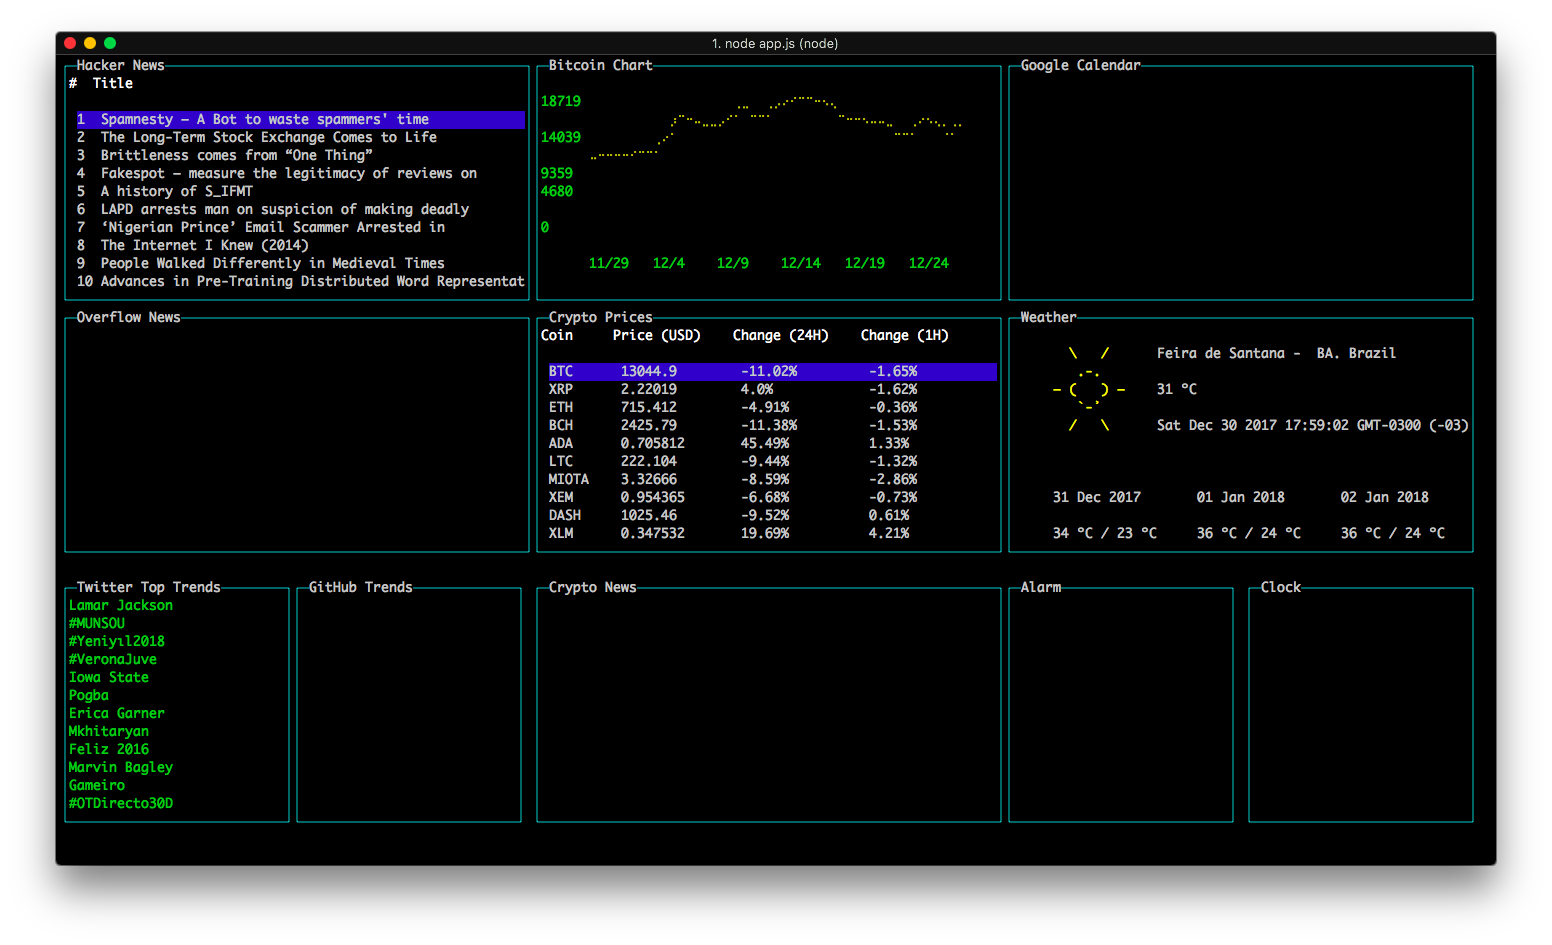 1. node app.js (node)
Hacker News
# Title
1 Spamnesty – A Bot to waste spammers' time
2 The Long-Term Stock Exchange Comes to Life
3 Brittleness comes from “One Thing”
4 Fakespot – measure the legitimacy of reviews on
5 A history of S_IFMT
6 LAPD arrests man on suspicion of making deadly
7 ‘Nigerian Prince’ Email Scammer Arrested in
8 The Internet I Knew (2014)
9 People Walked Differently in Medieval Times
10 Advances in Pre-Training Distributed Word Representat
Bitcoin Chart
18719
14039
9359
4680
0
11/29 12/4 12/9 12/14 12/19 12/24
Google Calendar
Overflow News
Crypto Prices
Coin Price (USD) Change (24H) Change (1H)
BTC 13044.9 -11.02% -1.65%
XRP 2.22019 4.0% -1.62%
ETH 715.412 -4.91% -0.36%
BCH 2425.79 -11.38% -1.53%
ADA 0.705812 45.49% 1.33%
LTC 222.104 -9.44% -1.32%
MIOTA 3.32666 -8.59% -2.86%
XEM 0.954365 -6.68% -0.73%
DASH 1025.46 -9.52% 0.61%
XLM 0.347532 19.69% 4.21%
Weather
Feira de Santana - BA. Brazil
31 °C
Sat Dec 30 2017 17:59:02 GMT-0300 (-03)
31 Dec 2017 01 Jan 2018 02 Jan 2018
34 °C / 23 °C 36 °C / 24 °C 36 °C / 24 °C
Twitter Top Trends
Lamar Jackson
#MUNSOU
#Yeniyıl2018
#VeronaJuve
Iowa State
Pogba
Erica Garner
Mkhitaryan
Feliz 2016
Marvin Bagley
Gameiro
#OTDirecto30D
GitHub Trends
Crypto News
Alarm
Clock